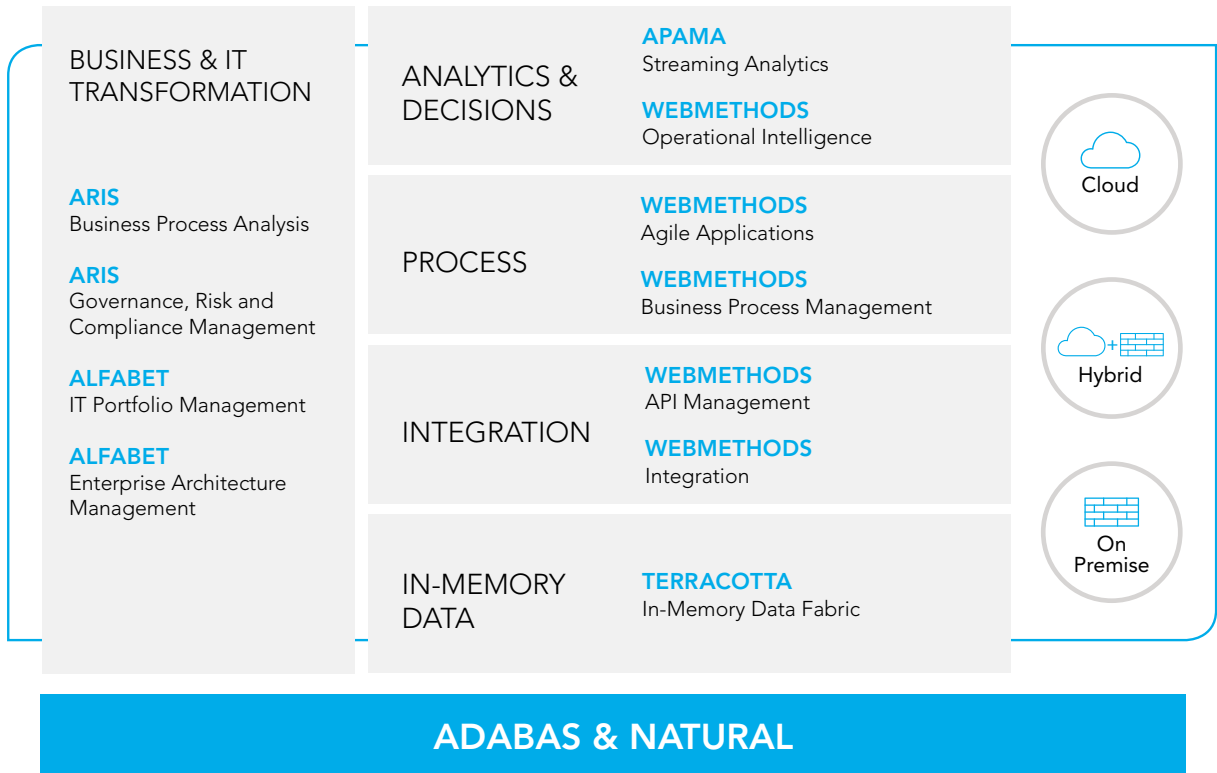 BUSINESS & IT
TRANSFORMATION
ARIS
Business Process Analysis
ARIS
Governance, Risk and
Compliance Management
ALFABET
IT Portfolio Management
ALFABET
Enterprise Architecture
Management
ANALYTICS &
DECISIONS
APAMA
Streaming Analytics
WEBMETHODS
Operational Intelligence
PROCESS
WEBMETHODS
Agile Applications
WEBMETHODS
Business Process Management
INTEGRATION
WEBMETHODS
API Management
WEBMETHODS
Integration
IN-MEMORY
DATA
TERRACOTTA
In-Memory Data Fabric
Cloud
+
Hybrid
On
Premise
ADABAS & NATURAL